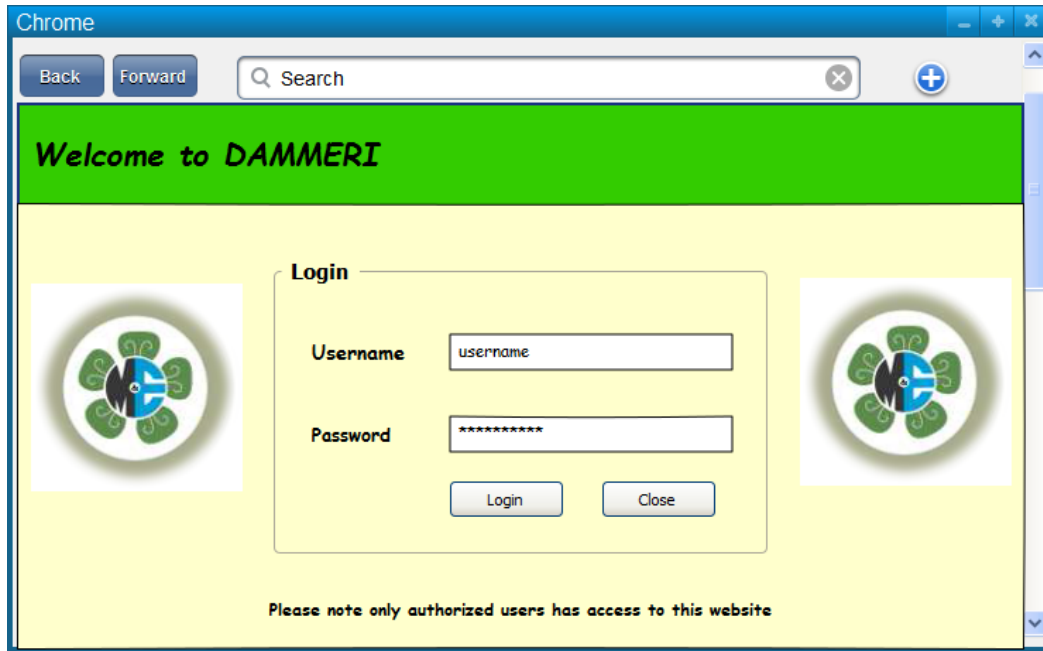 Chrome
Back Forward Search
Welcome to DAMMERI
Login
Username username
Password **********
Login Close
M&E M&E
Please note only authorized users has access to this website